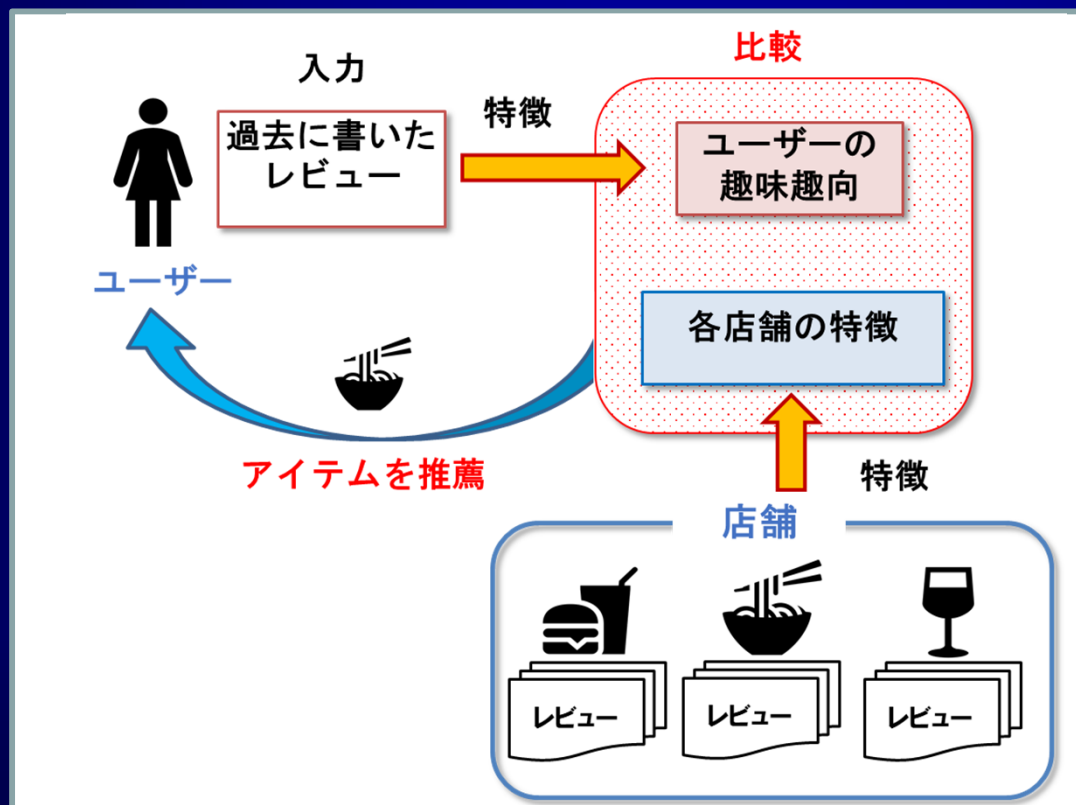 比較
入力
過去に書いた
レビュー
特徴
ユーザーの
趣味趣向
ユーザー
各店舗の特徴
アイテムを推薦
特徴
店舗
レビュー
レビュー
レビュー